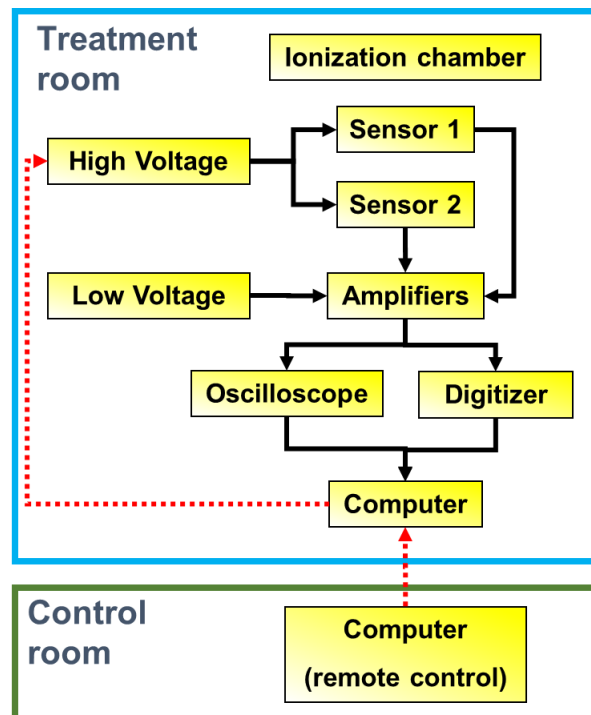 Treatment
room
Ionization chamber
Sensor 1
High Voltage
Sensor 2
Low Voltage
Amplifiers
Oscilloscope
Digitizer
Computer
Control
room
Computer
(remote control)